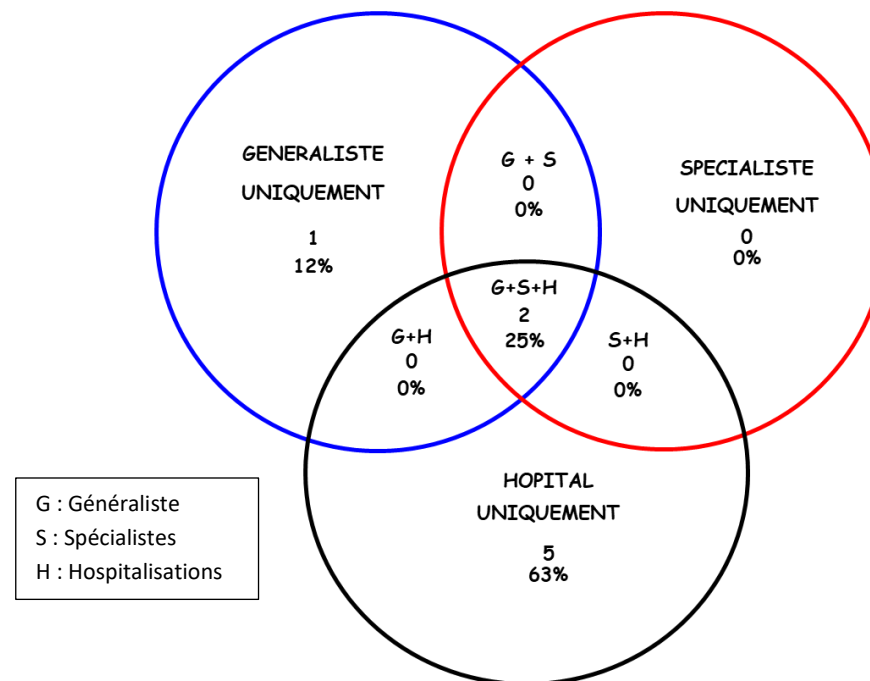 GENERALISTE
UNIQUEMENT
1
12%
G + S
0
0%
SPECIALISTE
UNIQUEMENT
0
0%
G+S+H
2
25%
G+H
0
0%
S+H
0
0%
HOPITAL
UNIQUEMENT
5
63%
G : Généraliste
S : Spécialistes
H : Hospitalisations